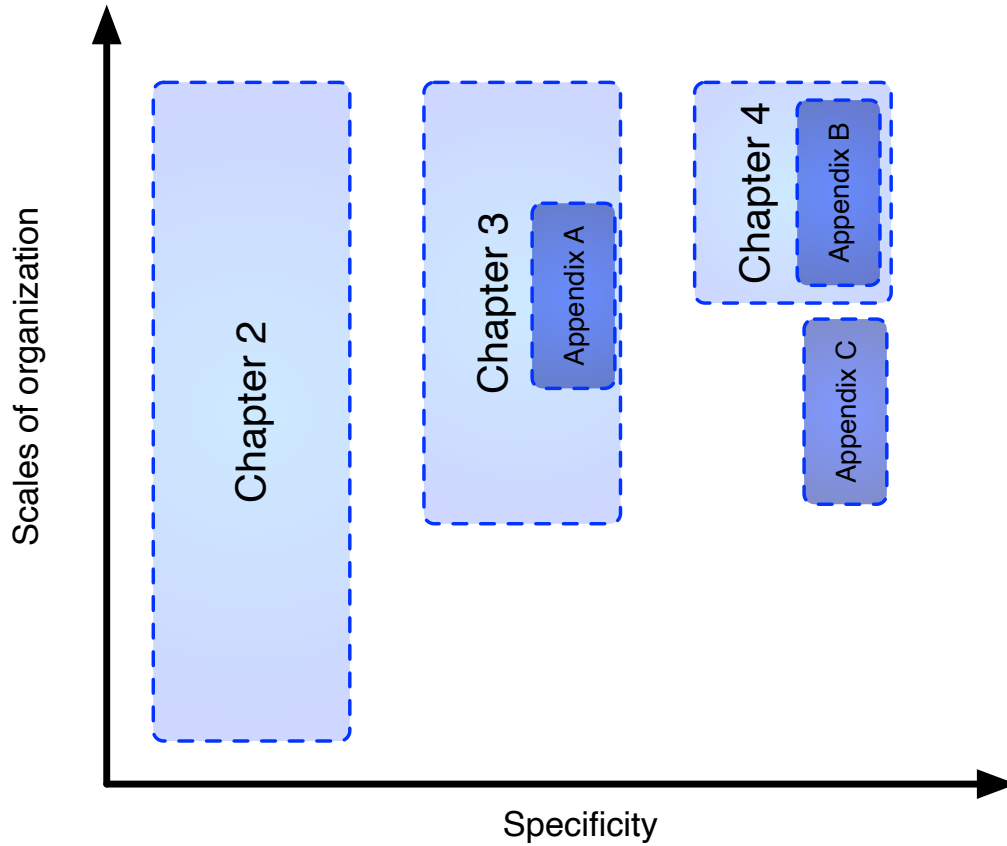 Scales of organization
Chapter 2
Chapter 3
Appendix A
Chapter 4
Appendix B
Appendix C
Specificity